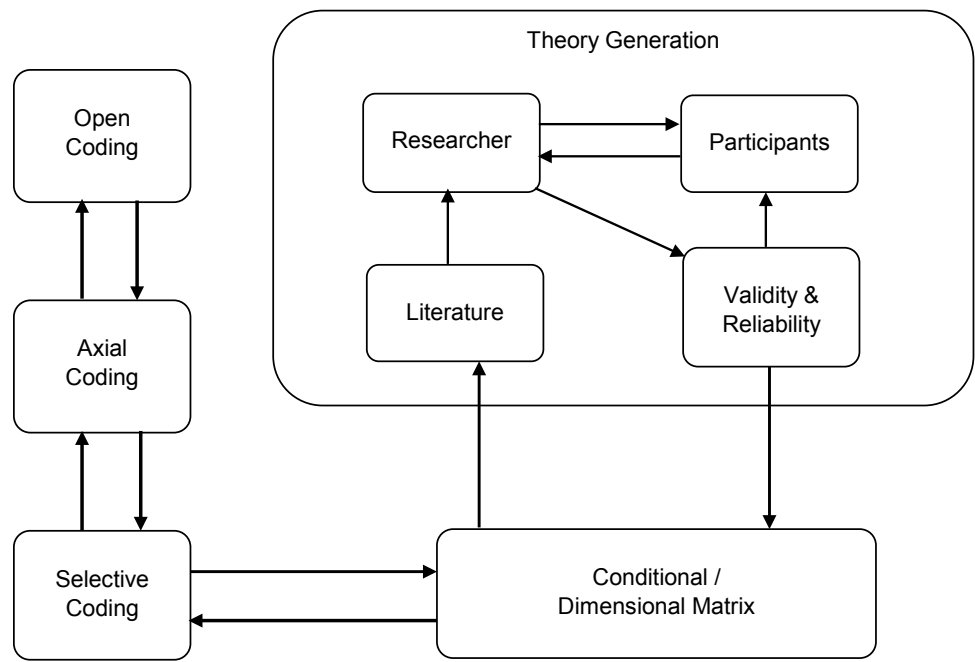 Theory Generation
Open
Coding
Researcher
Participants
Axial
Coding
Literature
Validity &
Reliability
Selective
Coding
Conditional /
Dimensional Matrix